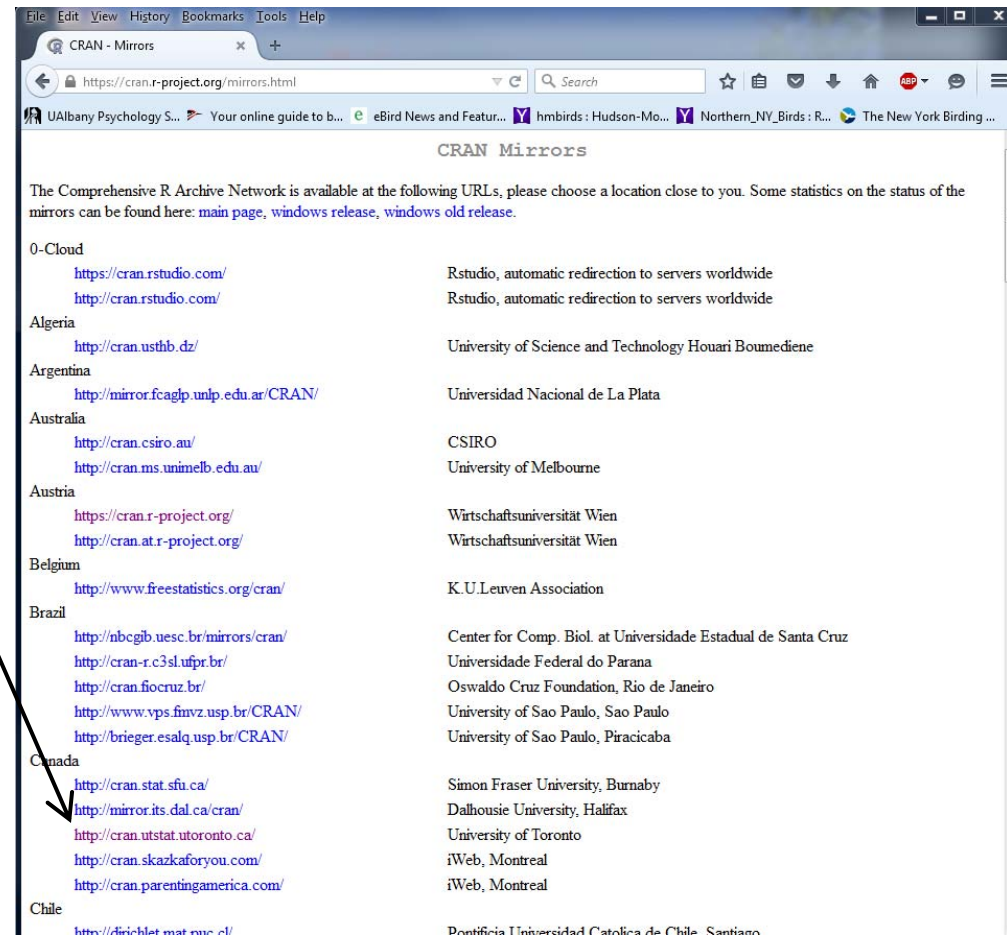 File Edit View History Bookmarks Tools Help
CRAN - Mirrors × +
https://cran.r-project.org/mirrors.html Search ABP
UAlbany Psychology S... Your online guide to b... e eBird News and Featur... Y hmbirds : Hudson-Mo... Y Northern_NY_Birds : R... The New York Birding ...
CRAN Mirrors
The Comprehensive R Archive Network is available at the following URLs, please choose a location close to you. Some statistics on the status of the
mirrors can be found here: main page, windows release, windows old release.
0-Cloud
https://cran.rstudio.com/ Rstudio, automatic redirection to servers worldwide
http://cran.rstudio.com/ Rstudio, automatic redirection to servers worldwide
Algeria
http://cran.usthb.dz/ University of Science and Technology Houari Boumediene
Argentina
http://mirror.fcaglp.unlp.edu.ar/CRAN/ Universidad Nacional de La Plata
Australia
http://cran.csiro.au/ CSIRO
http://cran.ms.unimelb.edu.au/ University of Melbourne
Austria
https://cran.r-project.org/ Wirtschaftsuniversität Wien
http://cran.at.r-project.org/ Wirtschaftsuniversität Wien
Belgium
http://www.freestatistics.org/cran/ K.U.Leuven Association
Brazil
http://nbcgib.uesc.br/mirrors/cran/ Center for Comp. Biol. at Universidade Estadual de Santa Cruz
http://cran-r.c3sl.ufpr.br/ Universidade Federal do Parana
http://cran.fiocruz.br/ Oswaldo Cruz Foundation, Rio de Janeiro
http://www.vps.fmvz.usp.br/CRAN/ University of Sao Paulo, Sao Paulo
http://brieger.esalq.usp.br/CRAN/ University of Sao Paulo, Piracicaba
Canada
http://cran.stat.sfu.ca/ Simon Fraser University, Burnaby
http://mirror.its.dal.ca/cran/ Dalhousie University, Halifax
http://cran.utstat.utoronto.ca/ University of Toronto
http://cran.skazkaforyou.com/ iWeb, Montreal
http://cran.parentingamerica.com/ iWeb, Montreal
Chile
http://dirichlet.mat.puc.cl/ Pontificia Universidad Catolica de Chile, Santiago